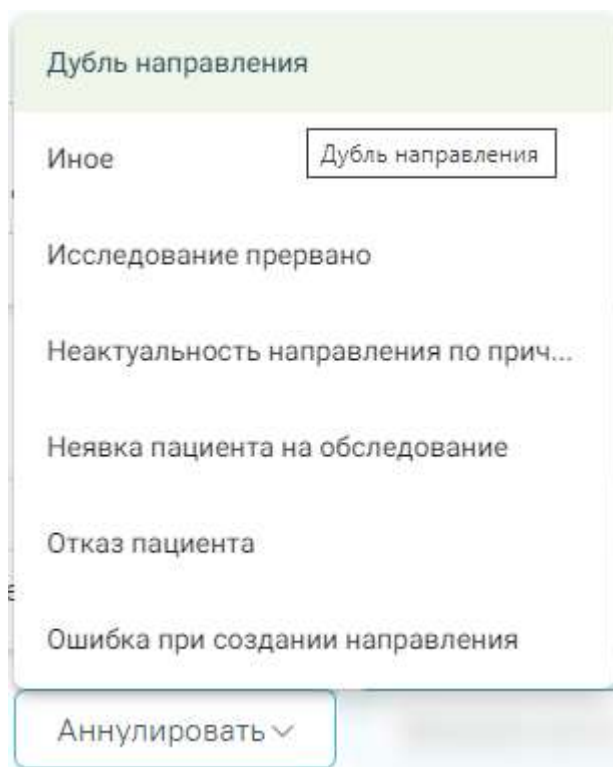 Дубль направления
Иное
Дубль направления
Исследование прервано
Неактуальность направления по прич...
Неявка пациента на обследование
Отказ пациента
Ошибка при создании направления
Аннулировать